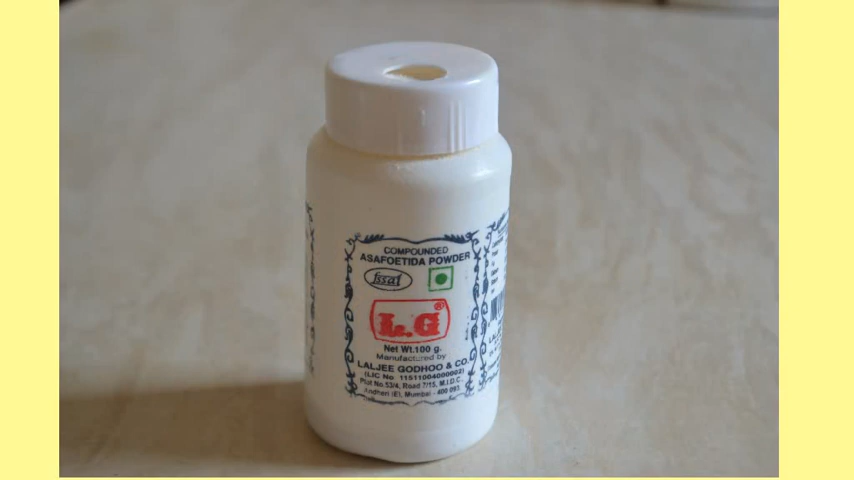 COMPOUNDED
ASAFOETIDA POWDER
fssai
L.G®
Net Wt.100 g.
Manufactured by
LALJEE GODHOO & CO.
(LIC No 11511004000002)
Plot No.53/4, Road 7/15, M.I.D.C.,
Andheri (E), Mumbai - 400 093.